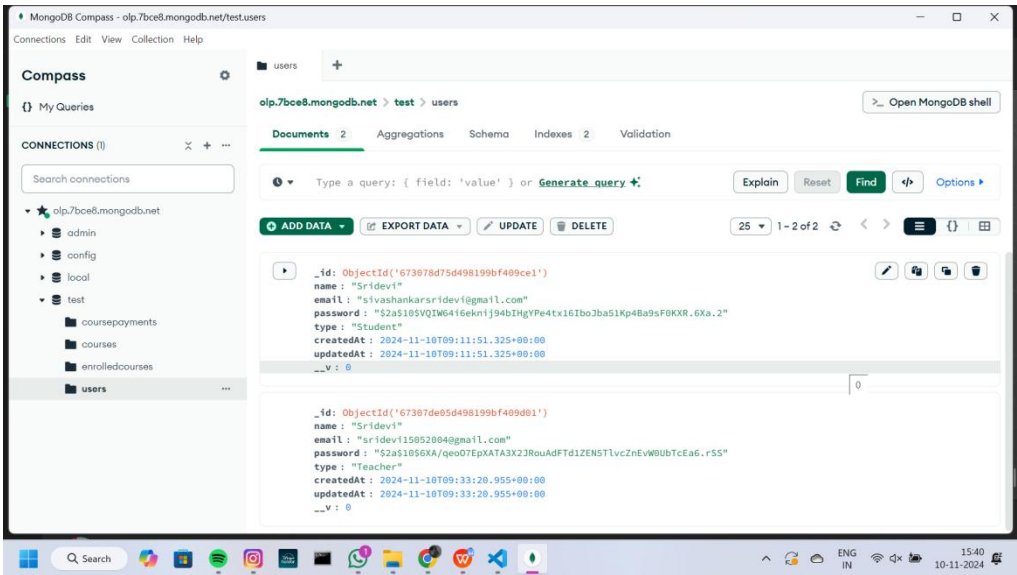 MongoDB Compass - olp.7bce8.mongodb.net/test.users
Connections Edit View Collection Help
Compass
{} My Queries
CONNECTIONS (1)
Search connections
olp.7bce8.mongodb.net
admin
config
local
test
coursepayments
courses
enrolledcourses
users
users
olp.7bce8.mongodb.net > test > users
>_ Open MongoDB shell
Documents 2 Aggregations Schema Indexes 2 Validation
Type a query: { field: 'value' } or Generate query
Explain Reset Find </> Options
ADD DATA EXPORT DATA UPDATE DELETE
25 1 – 2 of 2 {}
_id: ObjectId('673078d75d498199bf409ce1')
name : "Sridevi"
email : "sivashankarsridevi@gmail.com"
password : "$2a$10$VQIW64i6eknij94bIHgYPe4tx16IboJba51Kp4Ba9sF0KXR.6Xa.2"
type : "Student"
createdAt : 2024-11-10T09:11:51.325+00:00
updatedAt : 2024-11-10T09:11:51.325+00:00
__v : 0
0
_id: ObjectId('67307de05d498199bf409d01')
name : "Sridevi"
email : "sridevi15052004@gmail.com"
password : "$2a$10$6XA/qeoO7EpXATA3X2JRouAdFTd1ZEN5TlvcZnEvW0UbTcEa6.rSS"
type : "Teacher"
createdAt : 2024-11-10T09:33:20.955+00:00
updatedAt : 2024-11-10T09:33:20.955+00:00
__v : 0
Search
1
ENG
IN
15:40
10-11-2024